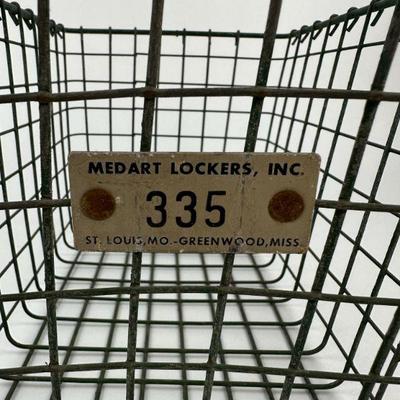 MEDART LOCKERS, INC.
335
ST. LOUIS, MO.-GREENWOOD, MISS.